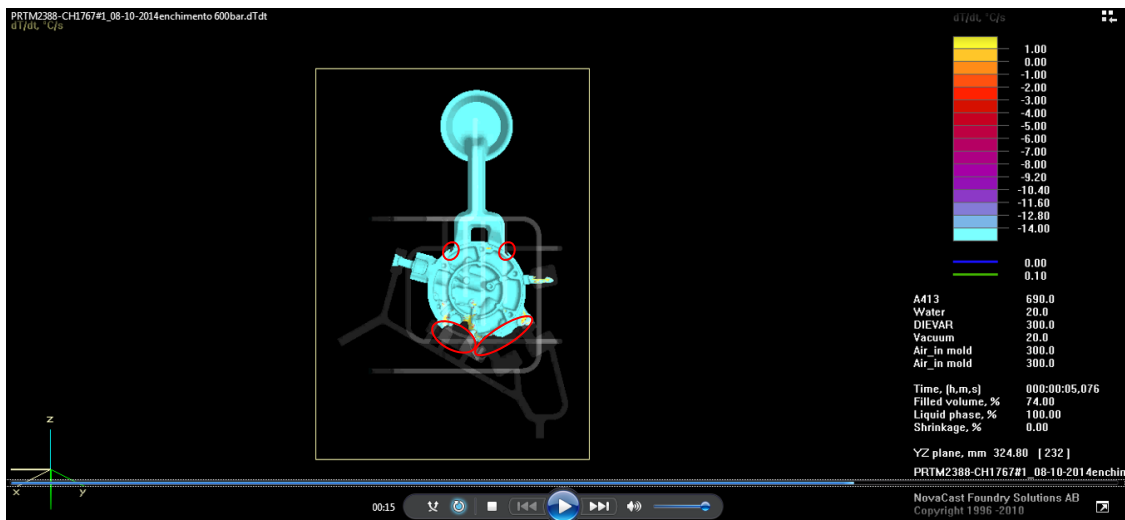 PRTM2388-CH1767#1_08-10-2014enchimento 600bar.dTdt
dT/dt, °C/s
dT/dt, °C/s
1.00
0.00
-1.00
-2.00
-3.00
-4.00
-5.00
-6.00
-7.00
-8.00
-9.20
-10.40
-11.60
-12.80
-14.00
0.00
0.10
A413 690.0
Water 20.0
DIEVAR 300.0
Vacuum 20.0
Air_in mold 300.0
Air_in mold 300.0
Time, (h,m,s) 000:00:05,076
Filled volume, % 74.00
Liquid phase, % 100.00
Shrinkage, % 0.00
YZ plane, mm 324.80 [232]
PRTM2388-CH1767#1_08-10-2014enchim
NovaCast Foundry Solutions AB
Copyright 1996 -2010
z
x
y
00:15